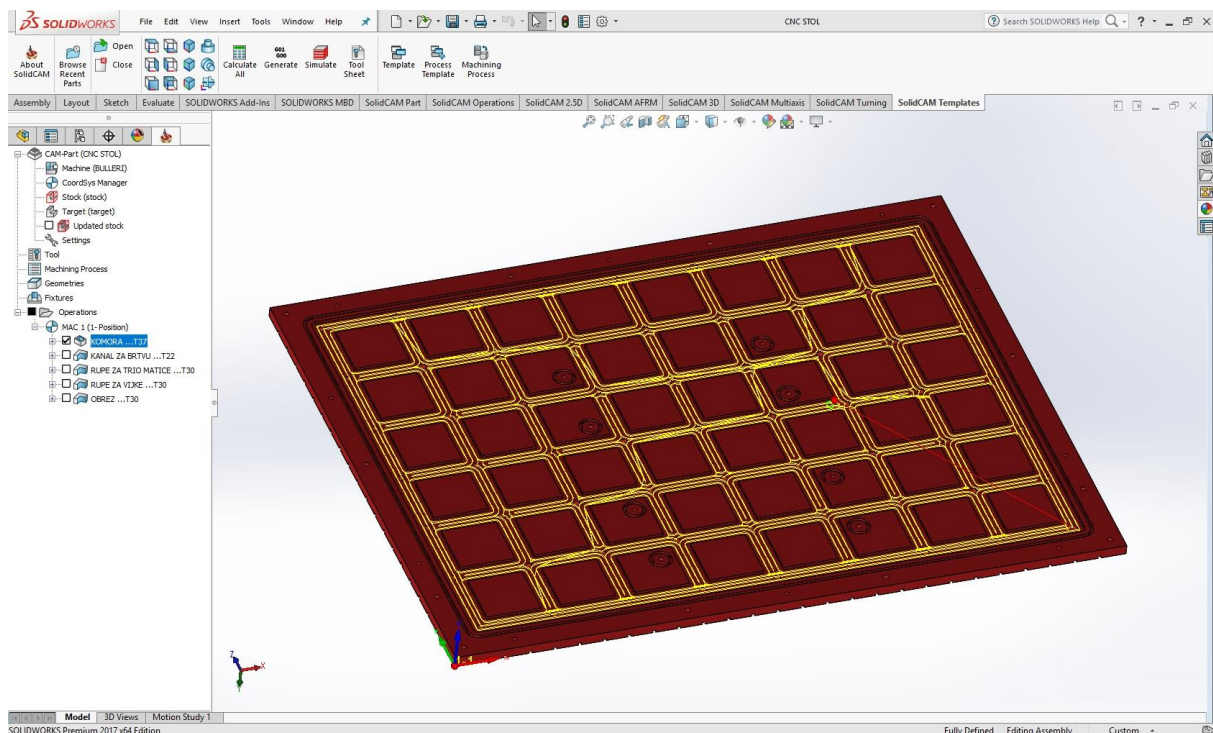 SOLIDWORKS File Edit View Insert Tools Window Help CNC STOL Search SOLIDWORKS Help
About SolidCAM
Browse Recent Parts
Open
Close
Calculate All
G01 G00
Generate
Simulate
Tool Sheet
Template
Process Template
Machining Process
Assembly Layout Sketch Evaluate SOLIDWORKS Add-Ins SOLIDWORKS MBD SolidCAM Part SolidCAM Operations SolidCAM 2.5D SolidCAM AFRM SolidCAM 3D SolidCAM Multiaxis SolidCAM Turning SolidCAM Templates
CAM-Part (CNC STOL)
Machine (BULLERI)
CoordSys Manager
Stock (stock)
Target (target)
Updated stock
Settings
Tool
Machining Process
Geometries
Fixtures
Operations
MAC 1 (1- Position)
KOMORA ...T37
KANAL ZA BRTVU ...T22
RUPE ZA TRIO MATICE ...T30
RUPE ZA VIJKE ...T30
OBREZ ...T30
Z
X
Y
Model 3D Views Motion Study 1
SOLIDWORKS Premium 2017 x64 Edition Fully Defined Editing Assembly Custom